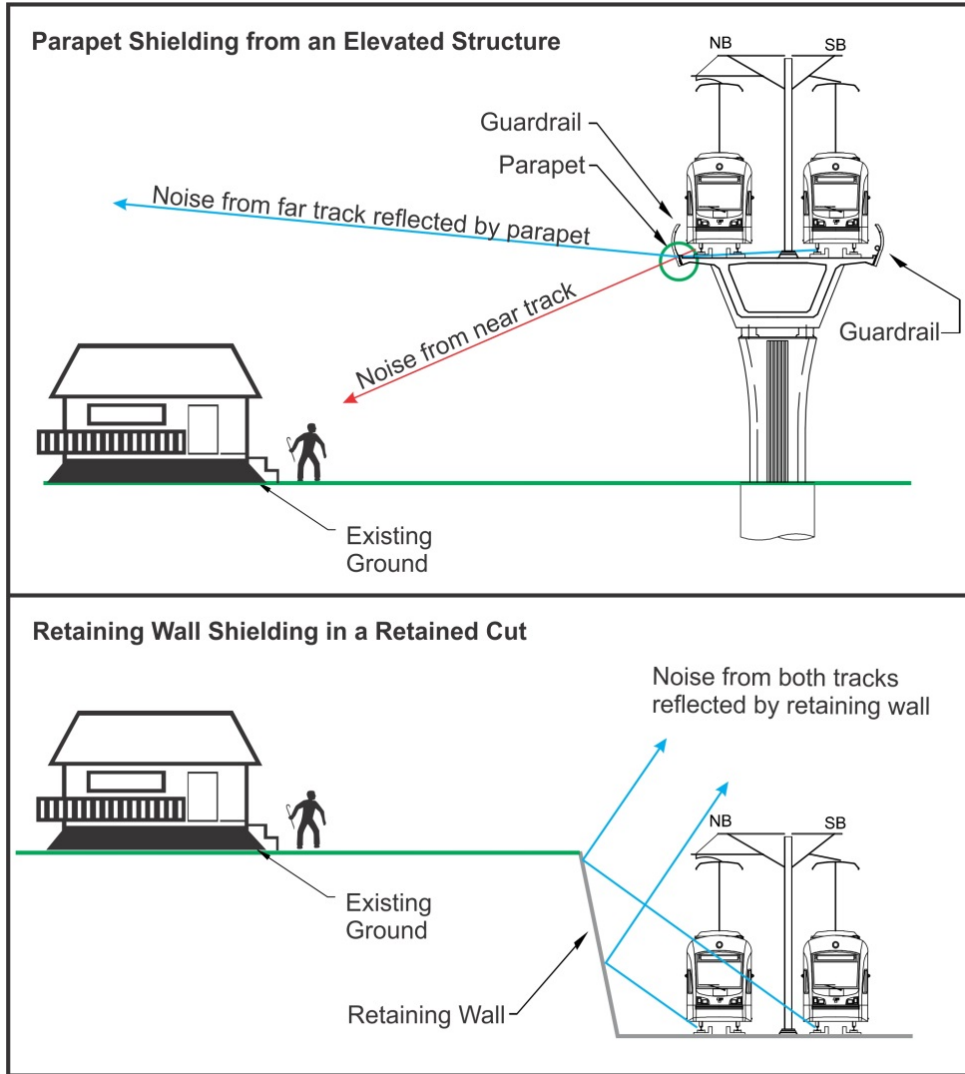 Parapet Shielding from an Elevated Structure
NB
SB
Guardrail
Parapet
Noise from far track reflected by parapet
Noise from near track
Guardrail
Existing
Ground
Retaining Wall Shielding in a Retained Cut
Noise from both tracks
reflected by retaining wall
NB
SB
Existing
Ground
Retaining Wall